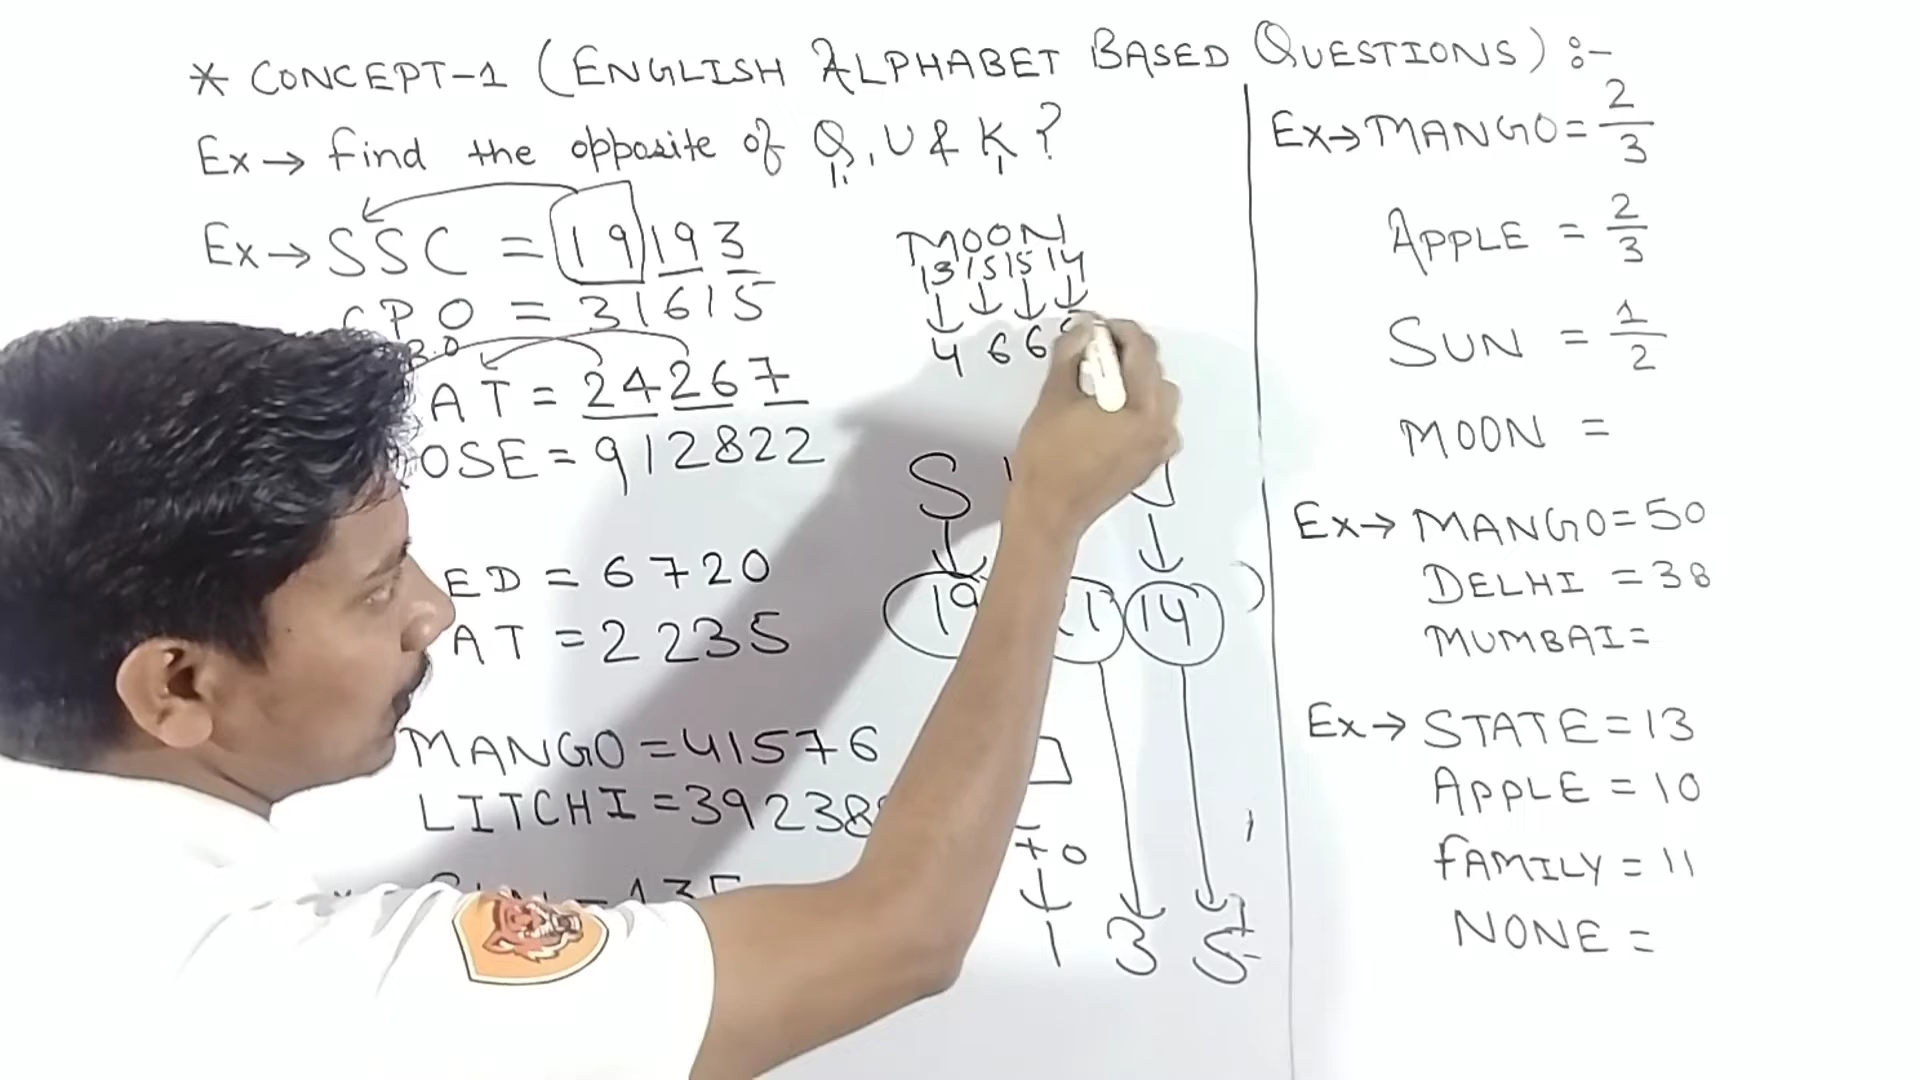 * CONCEPT-1 (ENGLISH ALPHABET BASED QUESTIONS) :-
Ex→ find the opposite of Q, U & K ?
Ex→ SSC = 19193
CPO = 31615
AT = 24267
OSE = 912822
ED = 6720
AT = 2235
MANGO = 41576
LITCHI = 39238
MOON
13 15 15 14
4 6 6
S
19 14
1 3 5
Ex→ MANGO = 2/3
APPLE = 2/3
SUN = 1/2
MOON =
Ex→ MANGO = 50
DELHI = 38
MUMBAI =
Ex→ STATE = 13
APPLE = 10
fAMILY = 11
NONE =